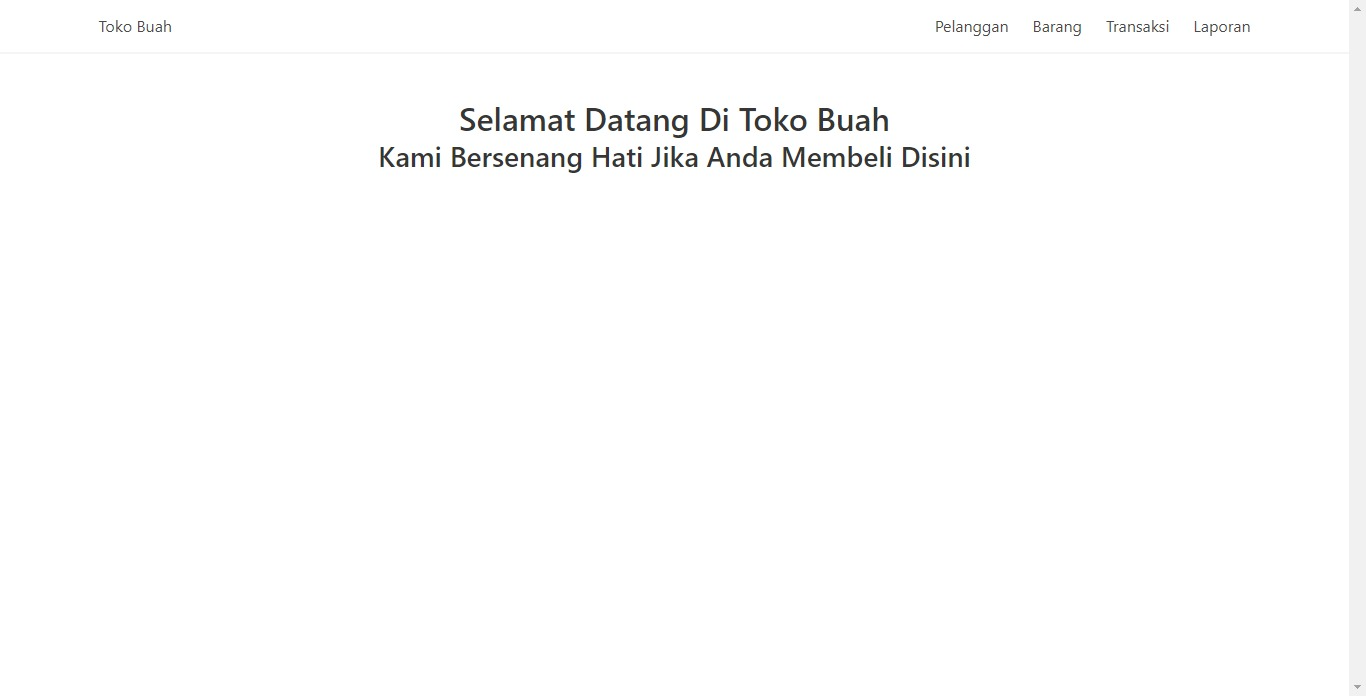 Toko Buah
Pelanggan Barang Transaksi Laporan
Selamat Datang Di Toko Buah
Kami Bersenang Hati Jika Anda Membeli Disini